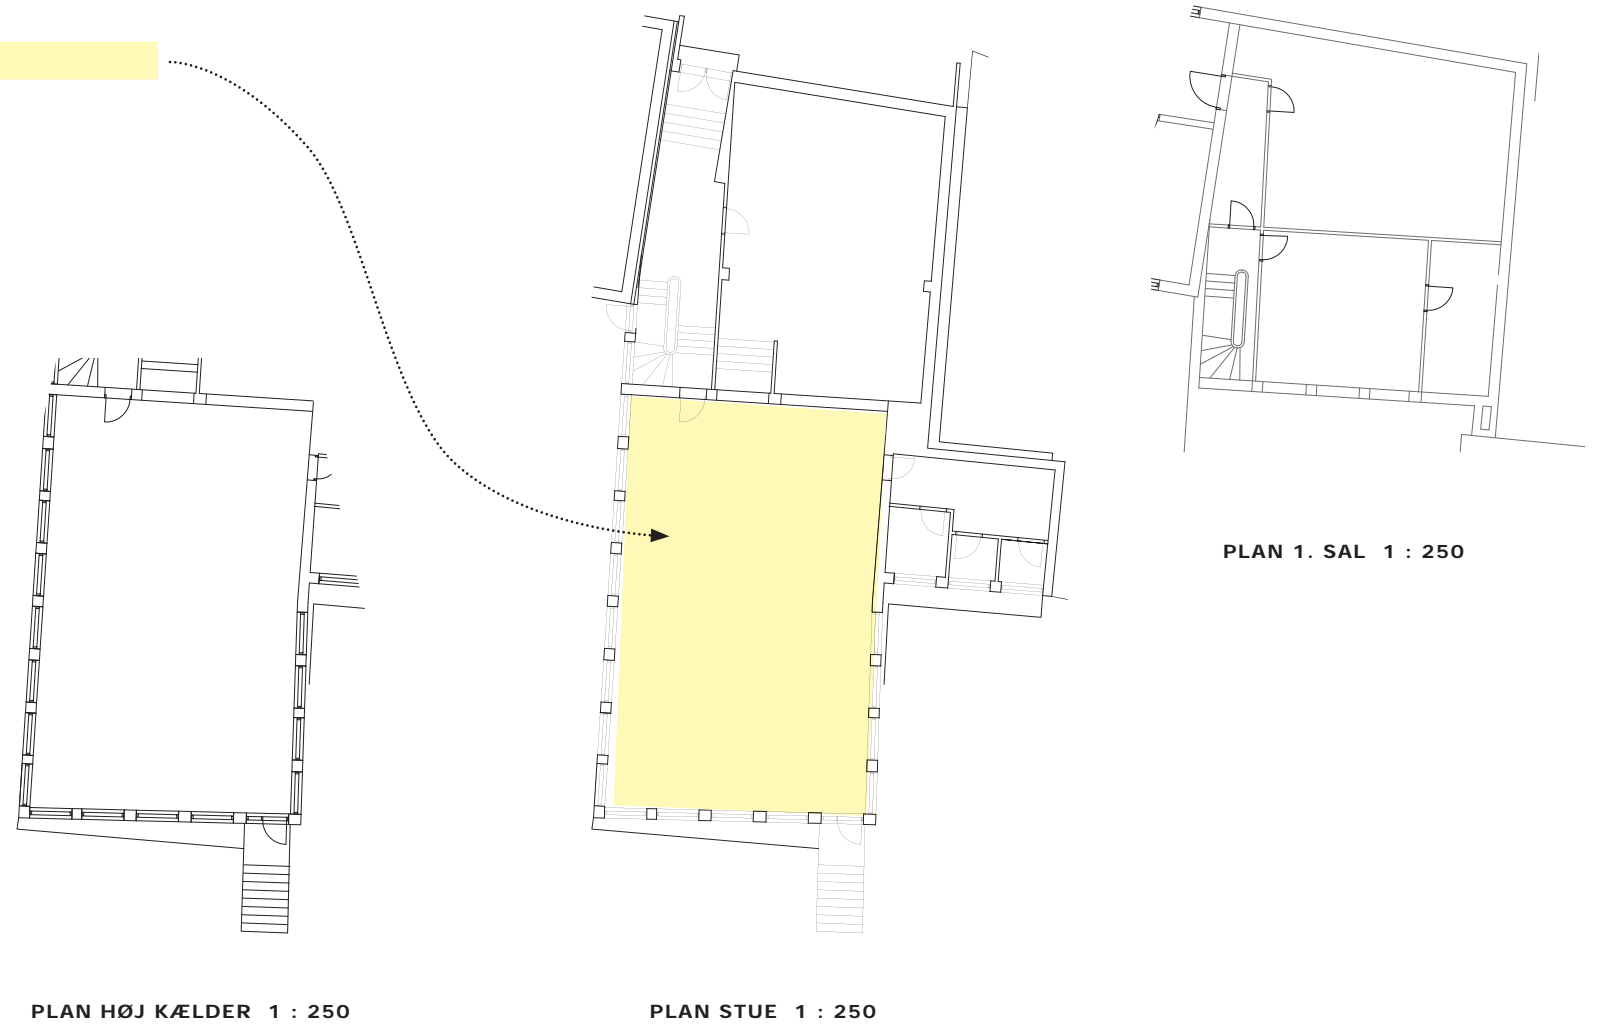 PLAN 1. SAL 1 : 250
PLAN HØJ KÆLDER 1 : 250
PLAN STUE 1 : 250